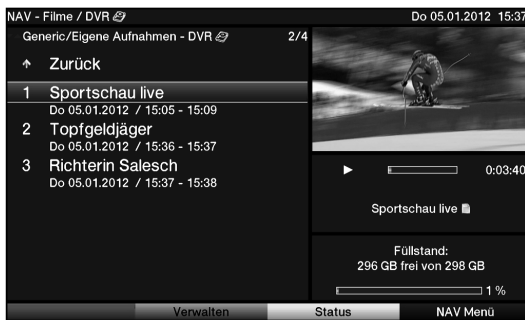 NAV - Filme / DVR
Do 05.01.2012 15:37
Generic/Eigene Aufnahmen - DVR 2/4
Zurück
1 Sportschau live
Do 05.01.2012 / 15:05 - 15:09
2 Topfgeldjäger
Do 05.01.2012 / 15:36 - 15:37
3 Richterin Salesch
Do 05.01.2012 / 15:37 - 15:38
0:03:40
Sportschau live
Füllstand:
296 GB frei von 298 GB
1 %
Verwalten
Status
NAV Menü